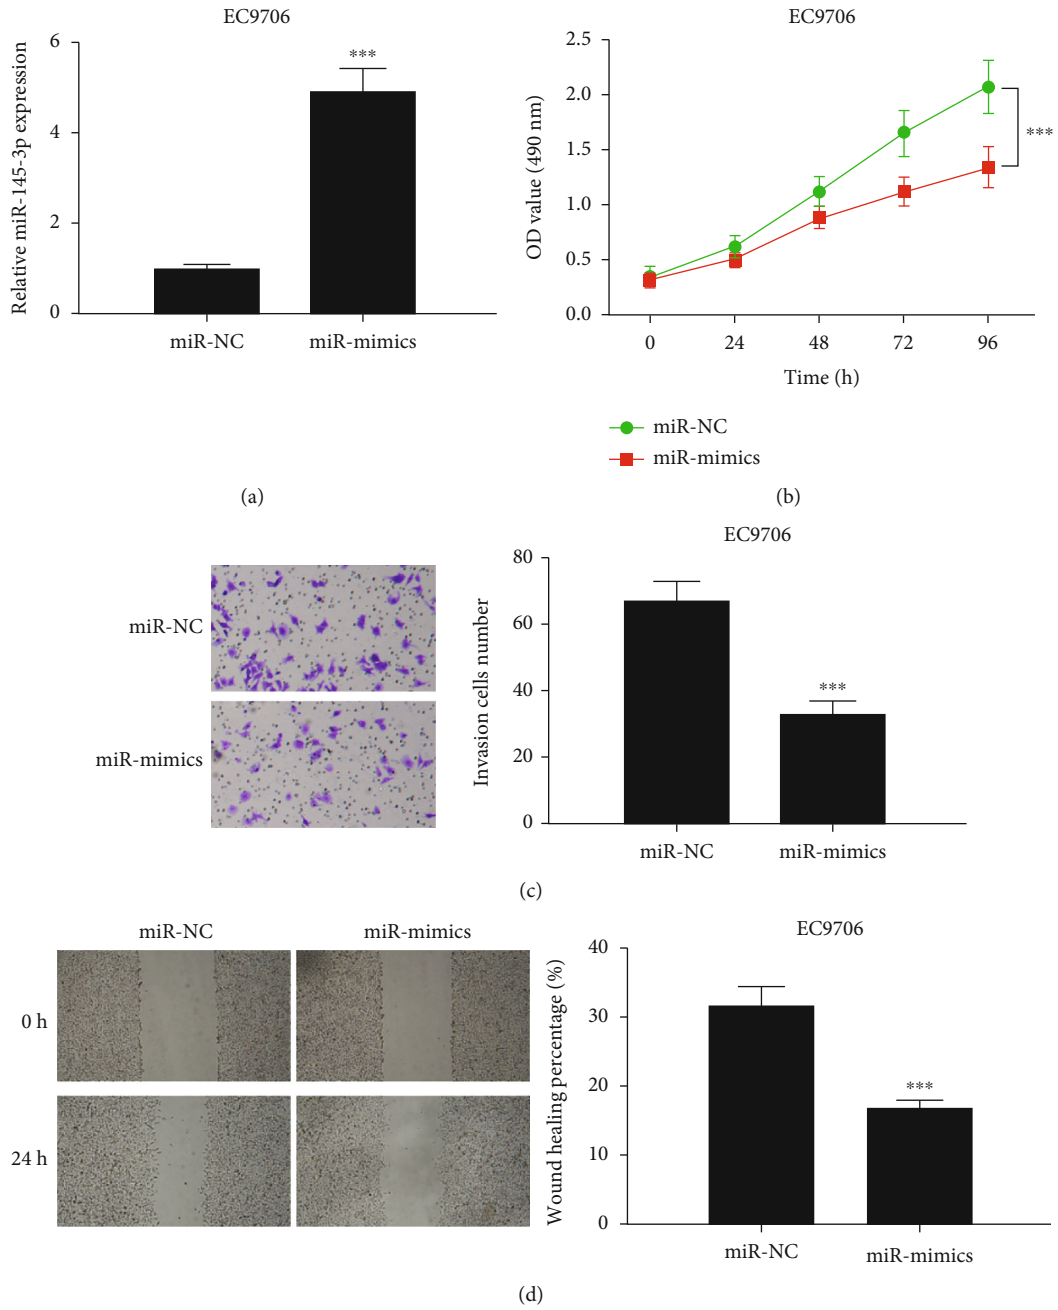 EC9706
Relative miR-145-3p expression
6
4
2
0
***
miR-NC
miR-mimics
(a)
OD value (490 nm)
2.5
2.0
1.5
1.0
0.5
0.0
***
0 24 48 72 96
Time (h)
miR-NC
miR-mimics
(b)
miR-NC
miR-mimics
EC9706
Invasion cells number
80
60
40
20
0
***
miR-NC
miR-mimics
(c)
miR-NC
miR-mimics
0 h
24 h
EC9706
Wound healing percentage (%)
40
30
20
10
0
***
miR-NC
miR-mimics
(d)